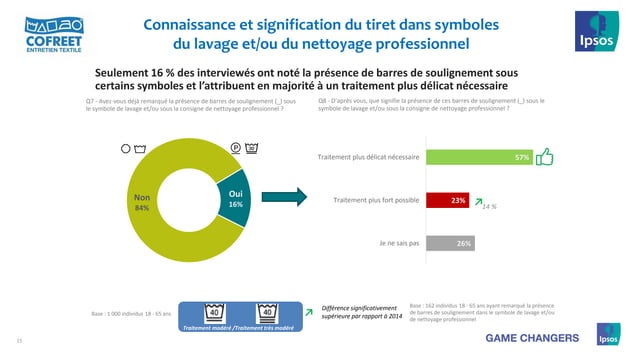 COFREET
ENTRETIEN TEXTILE
Connaissance et signification du tiret dans symboles
du lavage et/ou du nettoyage professionnel
Ipsos
Seulement 16 % des interviewés ont noté la présence de barres de soulignement sous
certains symboles et l’attribuent en majorité à un traitement plus délicat nécessaire
Q7 - Avez-vous déjà remarqué la présence de barres de soulignement (_) sous
le symbole de lavage et/ou sous la consigne de nettoyage professionnel ?
Q8 - D’après vous, que signifie la présence de ces barres de soulignement (_) sous le
symbole de lavage et/ou sous la consigne de nettoyage professionnel ?
P
30
Non
84%
Oui
16%
Traitement plus délicat nécessaire
57%
Traitement plus fort possible
23%
14 %
Je ne sais pas
26%
Base : 1 000 individus 18 - 65 ans
40
40
Traitement modéré /Traitement très modéré
Différence significativement
supérieure par rapport à 2014
Base : 162 individus 18 - 65 ans ayant remarqué la présence
de barres de soulignement dans le symbole de lavage et/ou
de nettoyage professionnel
15
GAME CHANGERS
Ipsos